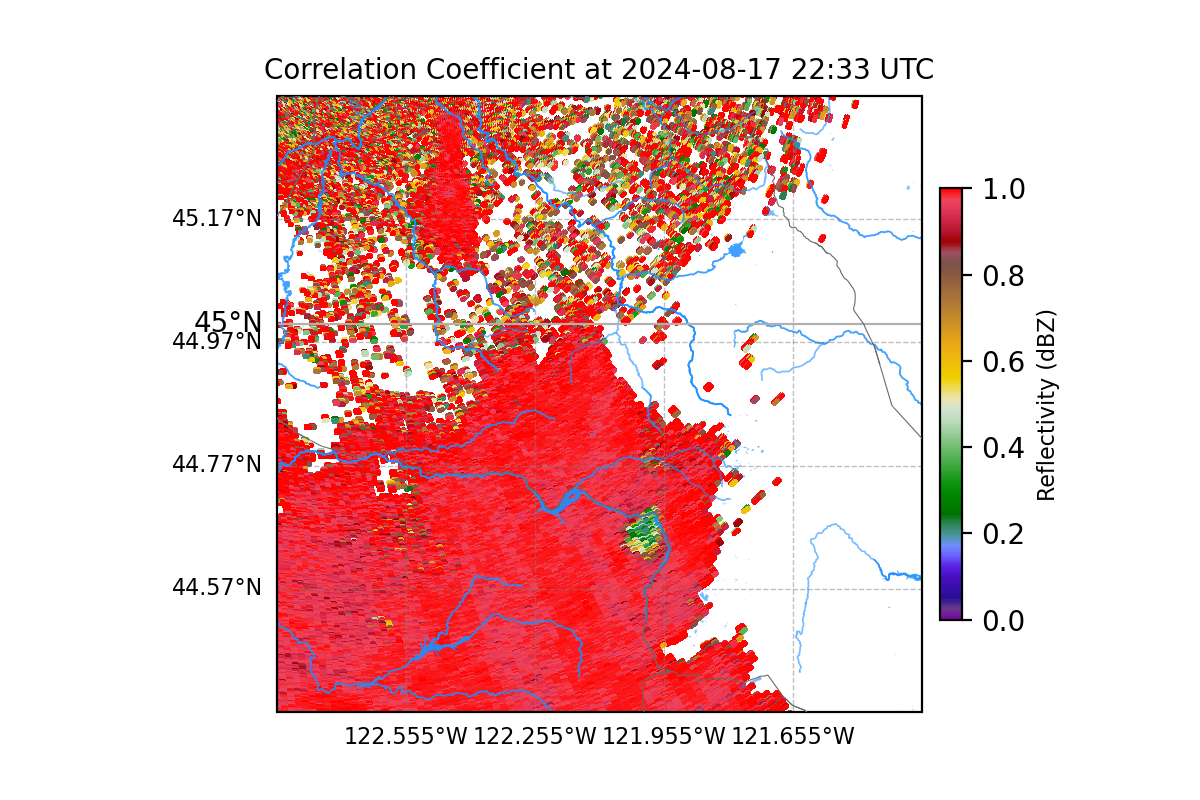 Correlation Coefficient at 2024-08-17 22:33 UTC
45.17°N
45°N
44.97°N
44.77°N
44.57°N
122.555°W 122.255°W 121.955°W 121.655°W
1.0
0.8
0.6
0.4
0.2
0.0
Reflectivity (dBZ)